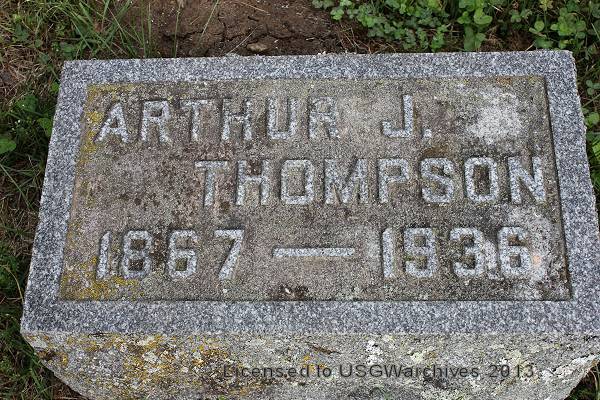 ARTHUR J.
THOMPSON
1867 — 1936
Licensed to USGWarchives 2013